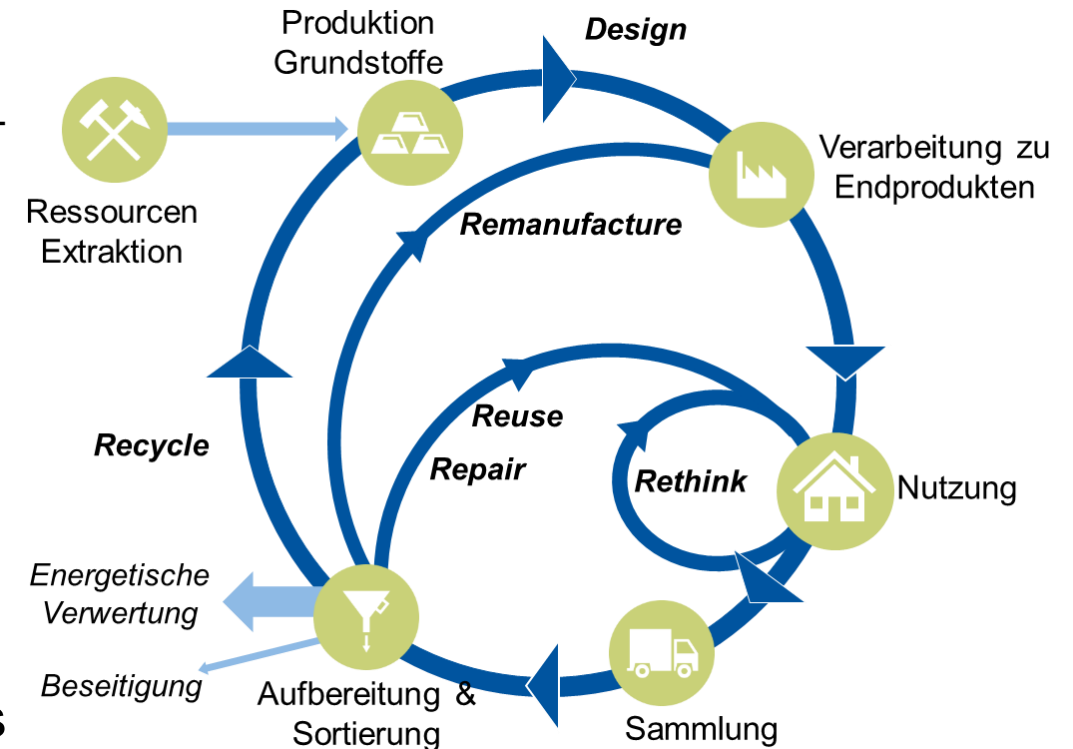 Produktion
Grundstoffe
Design
Verarbeitung zu
Endprodukten
Ressourcen
Extraktion
Remanufacture
Reuse
Recycle
Repair
Rethink
Nutzung
Energetische
Verwertung
Beseitigung
Aufbereitung &
Sortierung
Sammlung
s